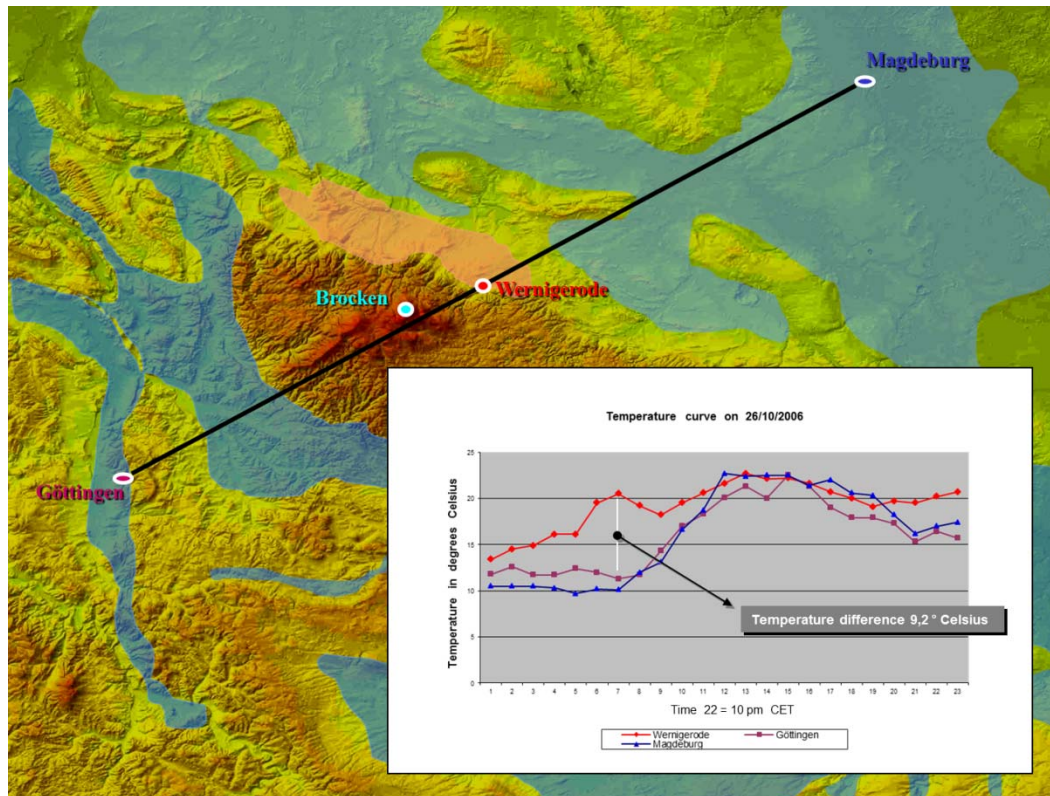 Magdeburg
Brocken
Wernigerode
Göttingen
Temperature curve on 26/10/2006
Temperature in degrees Celsius
25
20
15
10
5
0
Temperature difference 9,2° Celsius
1 2 3 4 5 6 7 8 9 10 11 12 13 14 15 16 17 18 19 20 21 22 23
Time 22 = 10 pm CET
Wernigerode Göttingen
Magdeburg